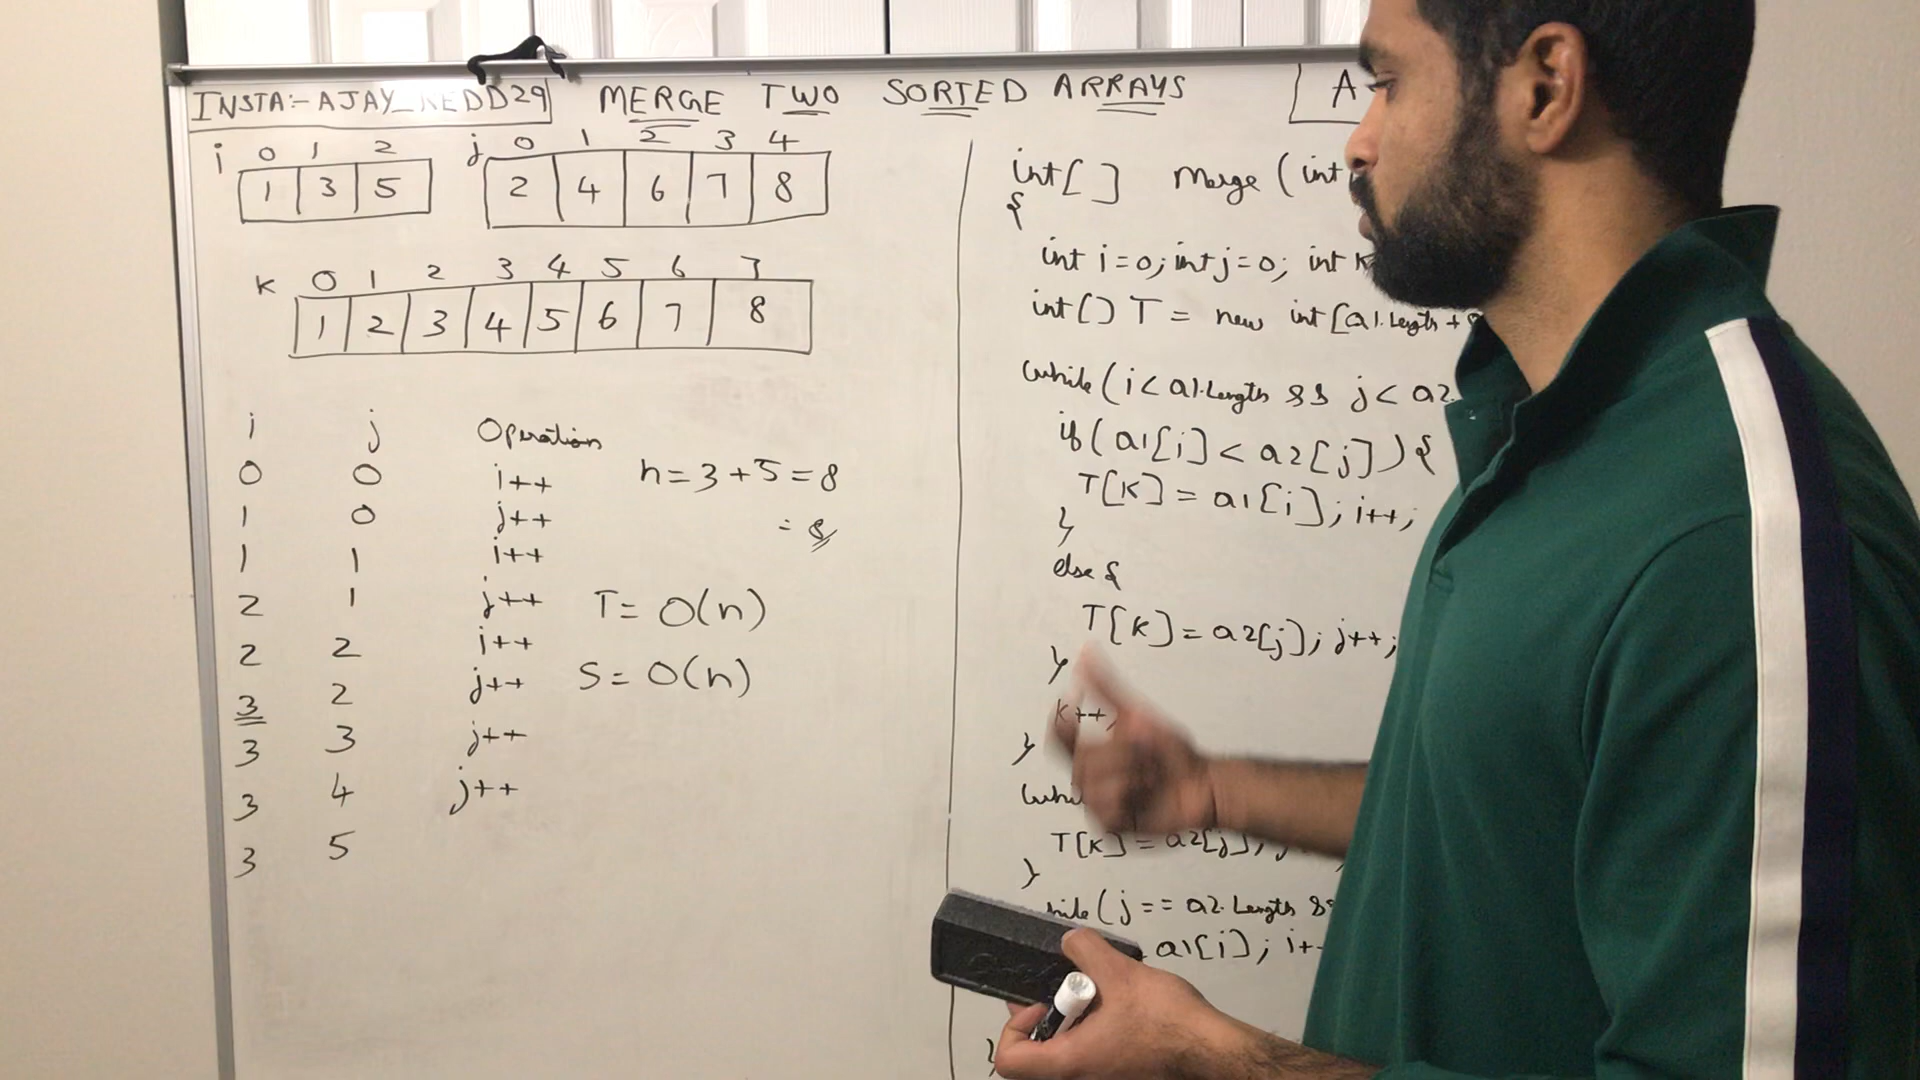 INSTA:- AJAY_REDD29
MERGE TWO SORTED ARRAYS
A
i 0 1 2
1 3 5
j 0 1 2 3 4
2 4 6 7 8
k 0 1 2 3 4 5 6 7
1 2 3 4 5 6 7 8
i j Operation
0 0 i++
1 0 j++
1 1 i++
2 1 j++
2 2 i++
3 2 j++
3 3 j++
3 4 j++
3 5
n=3+5=8
= 8
T= O(n)
S= O(n)
int[] Merge (int
{
int i=0; int j=0; int k
int[] T = new int[a1.Length +
while (i< a1.Length && j< a2.
if (a1[i] < a2[j]) {
T[k] = a1[i]; i++;
}
else {
T[k] = a2[j]; j++;
}
k++;
}
T[k] = a2[j];
}
(j == a2.Length &&
= a1[i]; i+
}